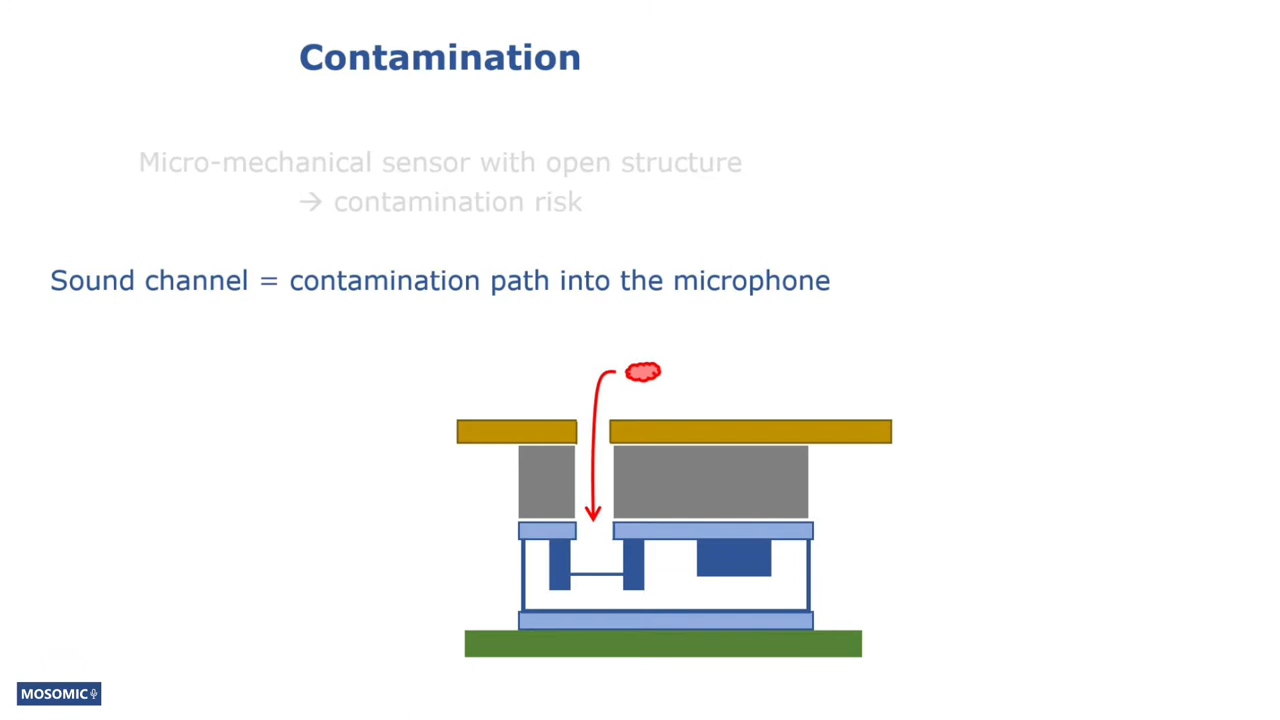 Contamination
Micro-mechanical sensor with open structure
→ contamination risk
Sound channel = contamination path into the microphone
MOSOMIC